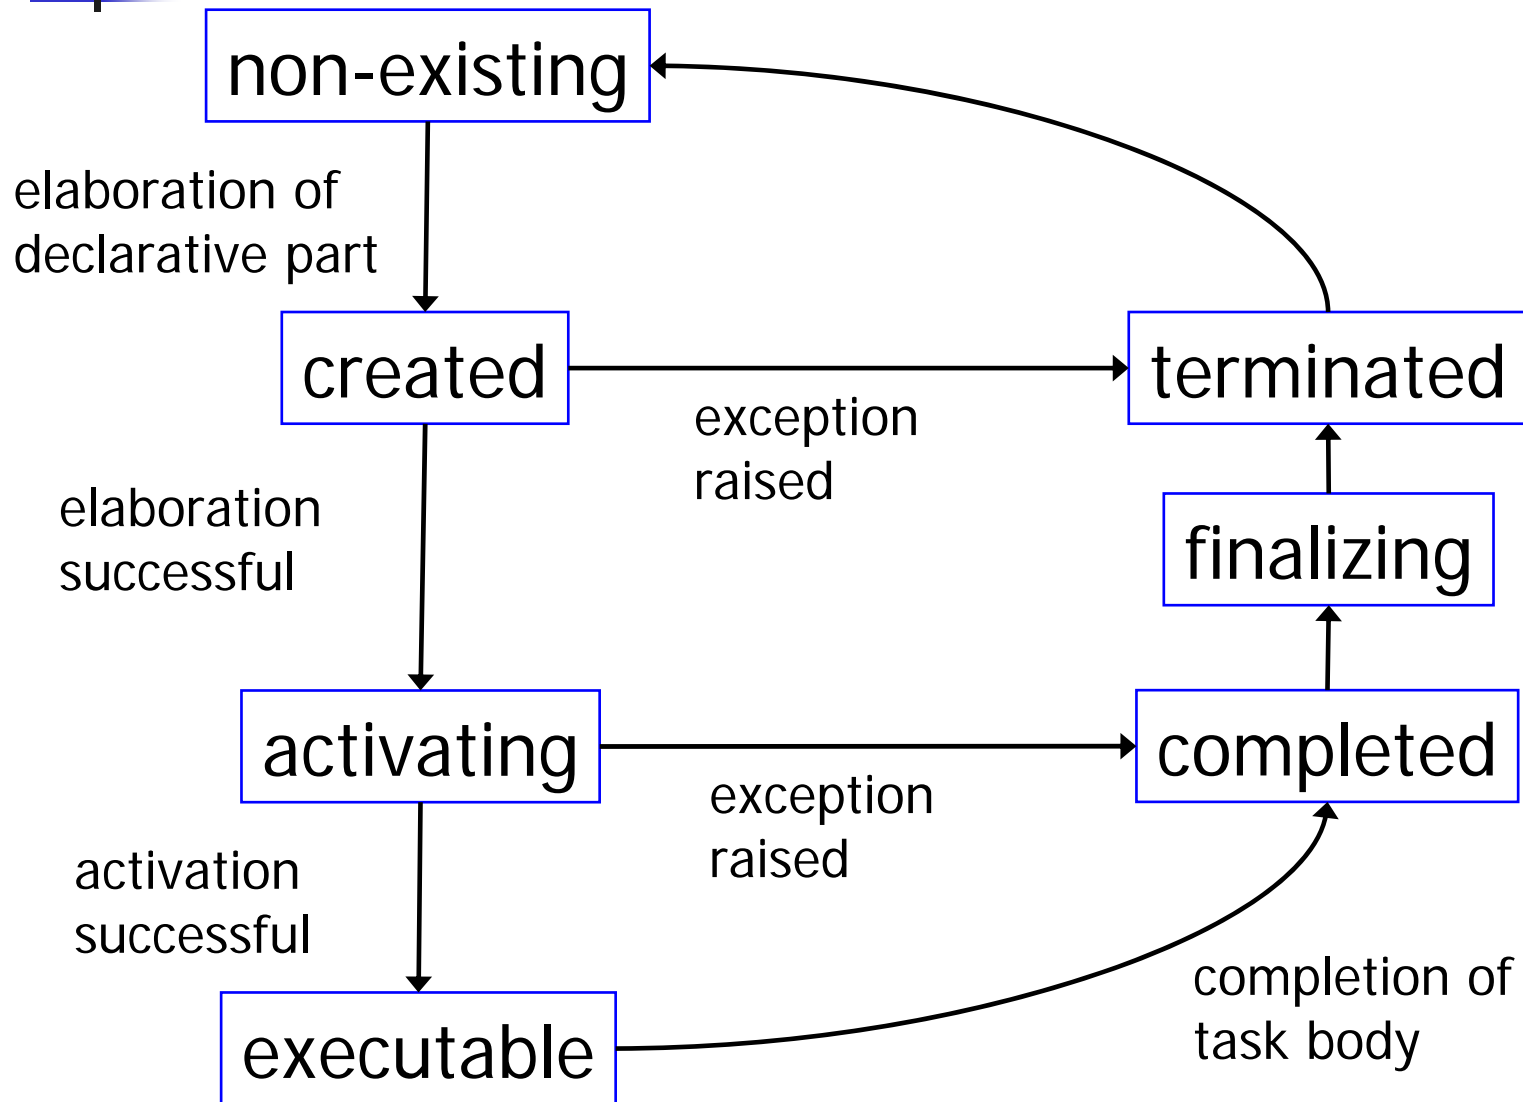 non-existing
elaboration of
declarative part
created
terminated
exception
raised
elaboration
successful
finalizing
activating
completed
exception
raised
activation
successful
completion of
task body
executable